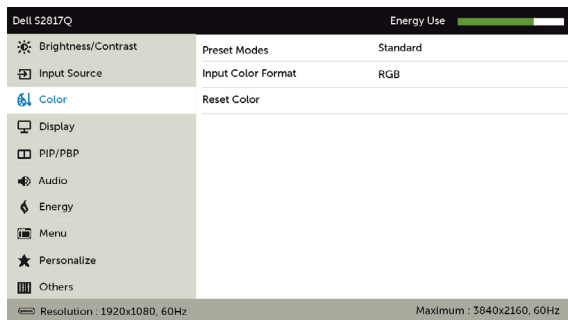 Dell S2817Q Energy Use
Brightness/Contrast Preset Modes Standard
Input Source Input Color Format RGB
Color Reset Color
Display
PIP/PBP
Audio
Energy
Menu
Personalize
Others
Resolution : 1920x1080, 60Hz Maximum : 3840x2160, 60Hz